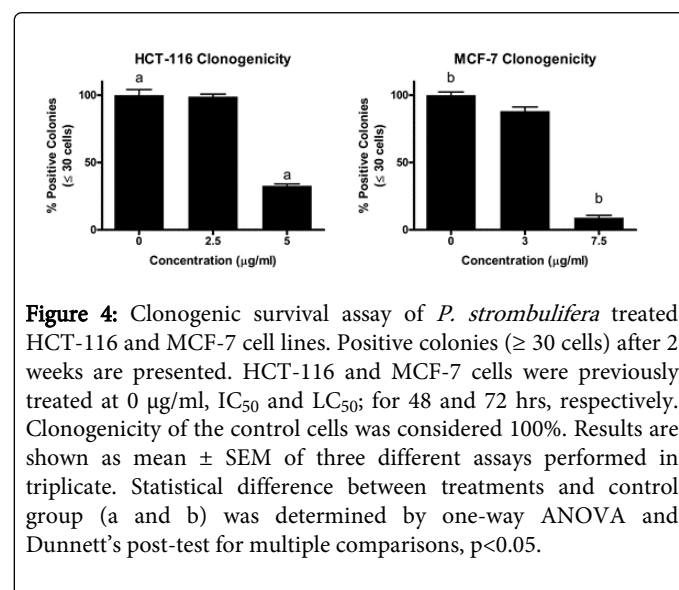 HCT-116 Clonogenicity
a
100
50
0
a
% Positive Colonies
(≤ 30 cells)
0 2.5 5
Concentration (µg/ml)
MCF-7 Clonogenicity
b
100
50
0
b
% Positive Colonies
(≤ 30 cells)
0 3 7.5
Concentration (µg/ml)
Figure 4: Clonogenic survival assay of P. strombulifera treated
HCT-116 and MCF-7 cell lines. Positive colonies (≥ 30 cells) after 2
weeks are presented. HCT-116 and MCF-7 cells were previously
treated at 0 µg/ml, IC50 and LC50; for 48 and 72 hrs, respectively.
Clonogenicity of the control cells was considered 100%. Results are
shown as mean ± SEM of three different assays performed in
triplicate. Statistical difference between treatments and control
group (a and b) was determined by one-way ANOVA and
Dunnett’s post-test for multiple comparisons, p<0.05.